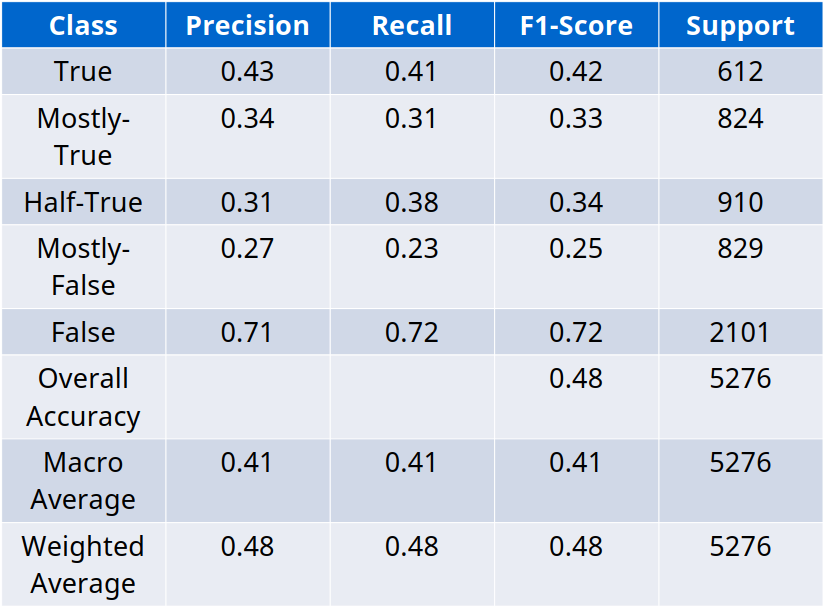 Class Precision Recall F1-Score Support
True 0.43 0.41 0.42 612
Mostly- 0.34 0.31 0.33 824
True
Half-True 0.31 0.38 0.34 910
Mostly- 0.27 0.23 0.25 829
False
False 0.71 0.72 0.72 2101
Overall 0.48 5276
Accuracy
Macro 0.41 0.41 0.41 5276
Average
Weighted 0.48 0.48 0.48 5276
Average